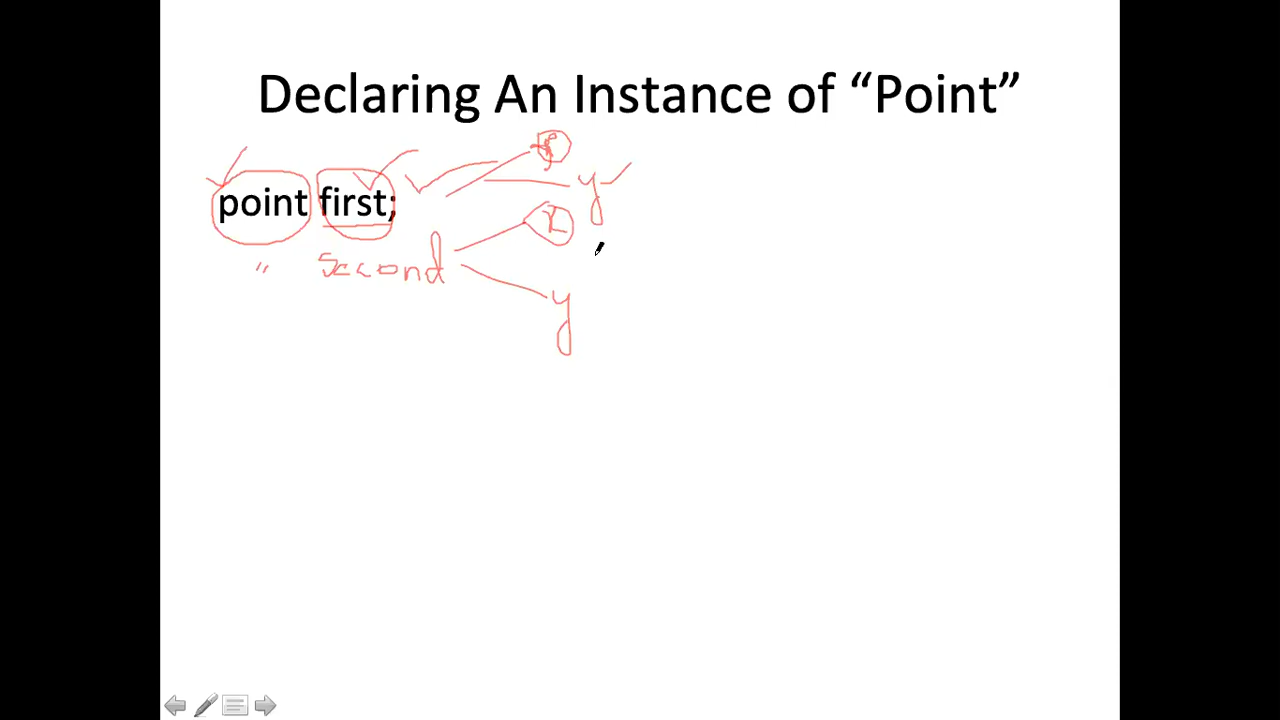 Declaring An Instance of “Point”
point first;
y
x
" second
y